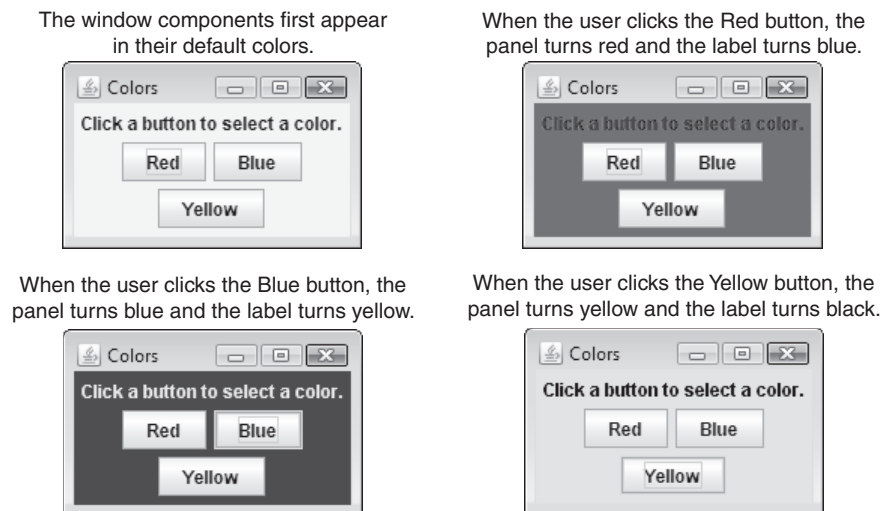 The window components first appear
in their default colors.
Colors
Click a button to select a color.
Red Blue
Yellow
When the user clicks the Red button, the
panel turns red and the label turns blue.
Colors
Click a button to select a color.
Red Blue
Yellow
When the user clicks the Blue button, the
panel turns blue and the label turns yellow.
Colors
Click a button to select a color.
Red Blue
Yellow
When the user clicks the Yellow button, the
panel turns yellow and the label turns black.
Colors
Click a button to select a color.
Red Blue
Yellow